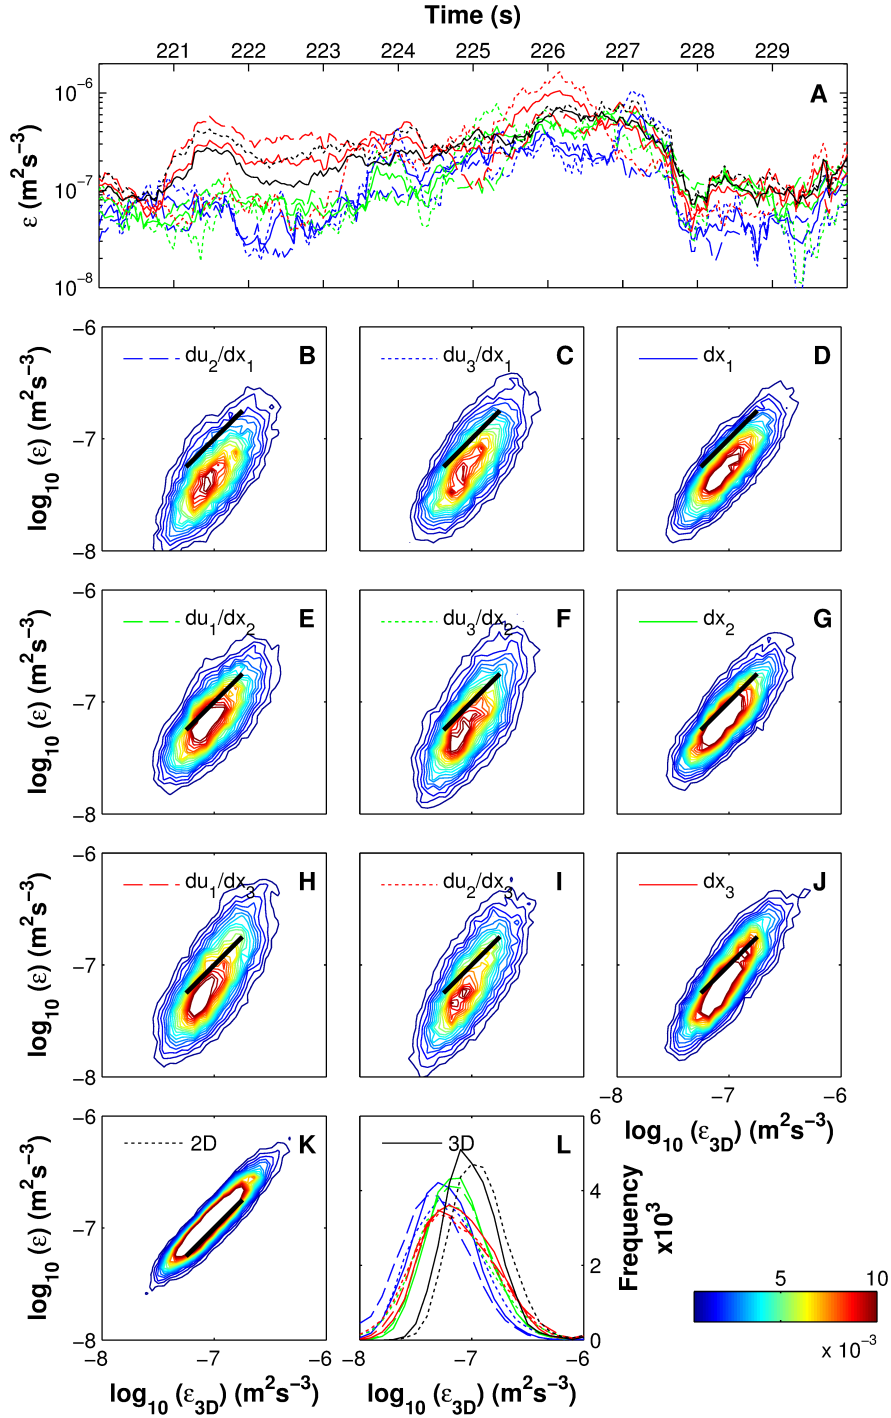 Time (s)
221 222 223 224 225 226 227 228 229
A
10⁻⁶
10⁻⁷
10⁻⁸
ε (m²s⁻³)
−6
−7
−8
log₁₀ (ε) (m²s⁻³)
du₂/dx₁ B
du₃/dx₁ C
dx₁ D
−6
−7
−8
log₁₀ (ε) (m²s⁻³)
du₁/dx₂ E
du₃/dx₂ F
dx₂ G
−6
−7
−8
log₁₀ (ε) (m²s⁻³)
du₁/dx₃ H
du₂/dx₃ I
dx₃ J
−8 −7 −6
log₁₀ (ε₃D) (m²s⁻³)
−6
−7
−8
log₁₀ (ε) (m²s⁻³)
2D K
3D L
6
4
2
0
Frequency
x10³
−8 −7 −6
−8 −7 −6
log₁₀ (ε₃D) (m²s⁻³)
log₁₀ (ε₃D) (m²s⁻³)
5 10
x 10⁻³